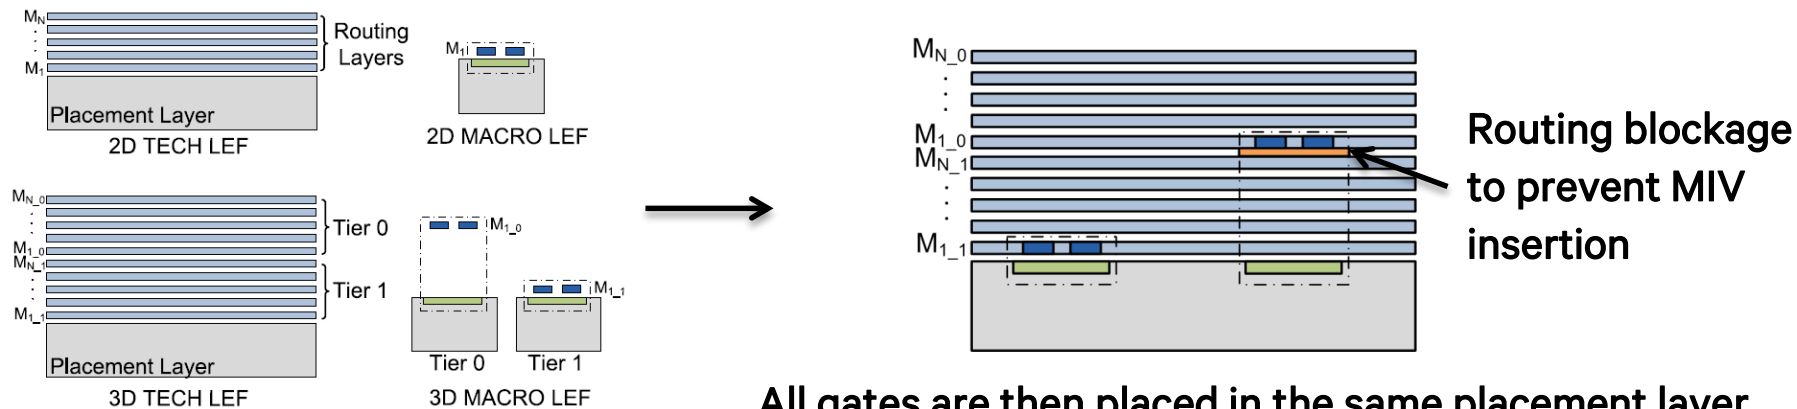 M_N
Routing
Layers
M_1
Placement Layer
2D TECH LEF
M_1
2D MACRO LEF
M_N_0
M_1_0
M_N_1
M_1_1
Tier 0
Tier 1
Placement Layer
3D TECH LEF
M_1_0
M_1_1
Tier 0
Tier 1
3D MACRO LEF
M_N_0
M_1_0
M_N_1
M_1_1
Routing blockage
to prevent MIV
insertion
All gates are then placed in the same placement layer